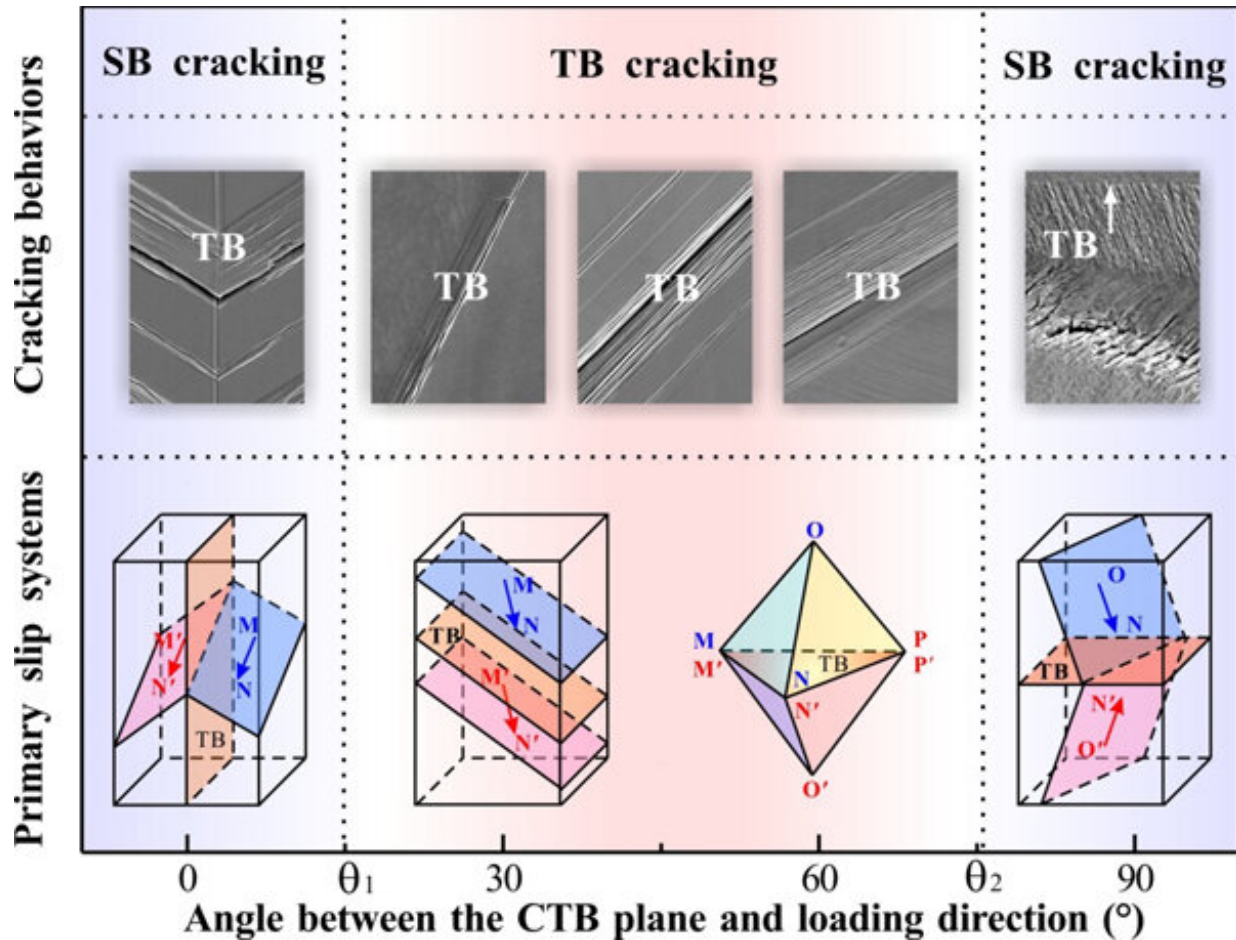 Cracking behaviors
SB cracking
TB cracking
SB cracking
TB
TB
TB
TB
TB
Primary slip systems
M'
N'
M
N
TB
M
N
TB
M'
N'
O
M
M'
P
P'
TB
N
N'
O'
O
N
TB
N'
O'
0
θ1
30
60
θ2
90
Angle between the CTB plane and loading direction (°)